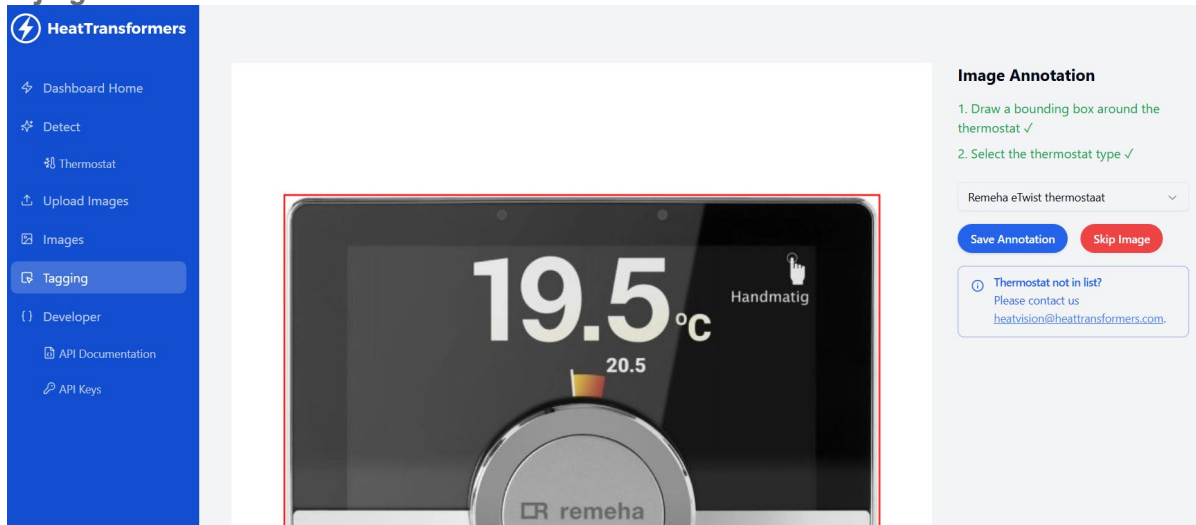 HeatTransformers
Dashboard Home
Detect
Thermostat
Upload Images
Images
Tagging
Developer
API Documentation
API Keys
19.5 °C
Handmatig
20.5
remeha
Image Annotation
1. Draw a bounding box around the
thermostat ✓
2. Select the thermostat type ✓
Remeha eTwist thermostaat
Save Annotation
Skip Image
Thermostat not in list?
Please contact us
heatvision@heattransformers.com.